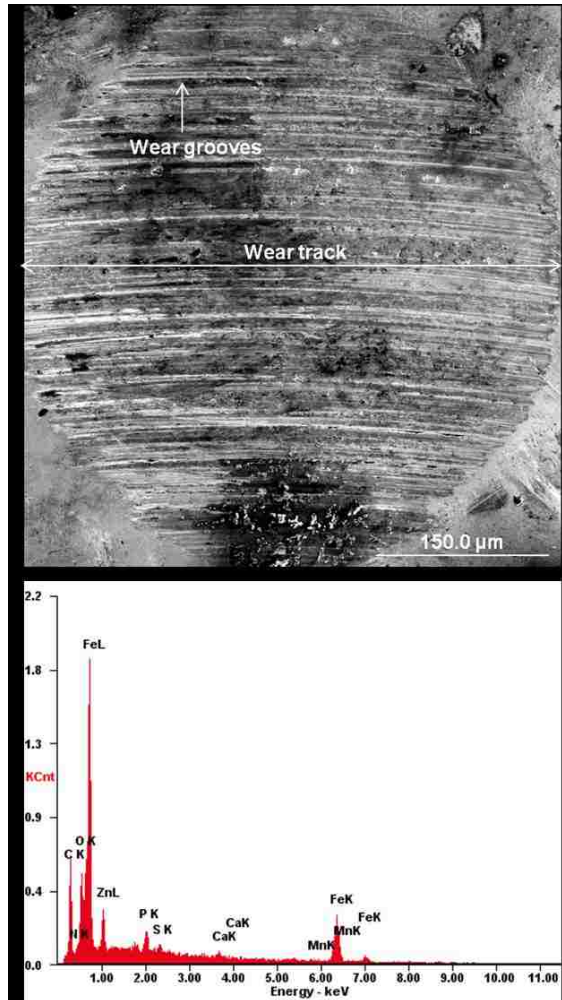 Wear grooves
Wear track
150.0 µm
2.2
FeL
1.8
1.3
KCnt
0.9
O K
C K
0.4
ZnL
N K
P K
S K
CaK
CaK
FeK
MnK
FeK
MnK
0.0
1.00 2.00 3.00 4.00 5.00 6.00 7.00 8.00 9.00 10.00 11.00
Energy - keV